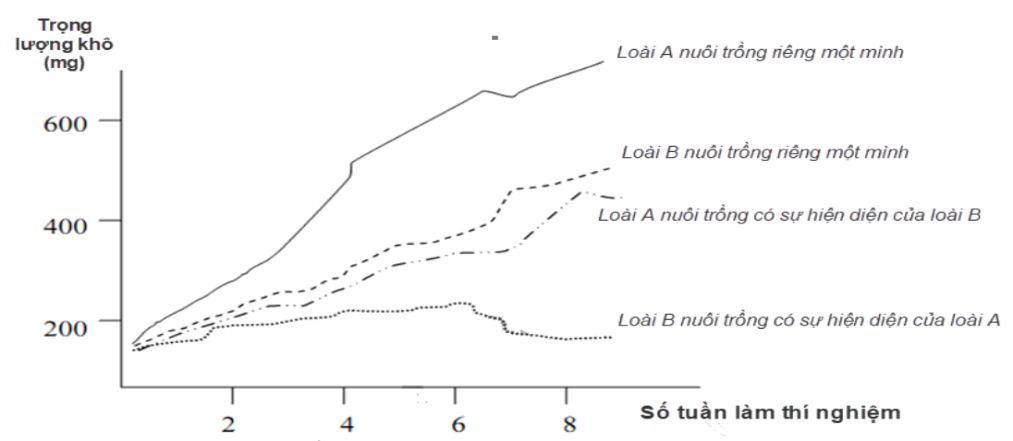 Trọng
lượng khô
(mg)
Loài A nuôi trồng riêng một mình
600
Loài B nuôi trồng riêng một mình
400
Loài A nuôi trồng có sự hiện diện của loài B
200
Loài B nuôi trồng có sự hiện diện của loài A
2 4 6 8
Số tuần làm thí nghiệm